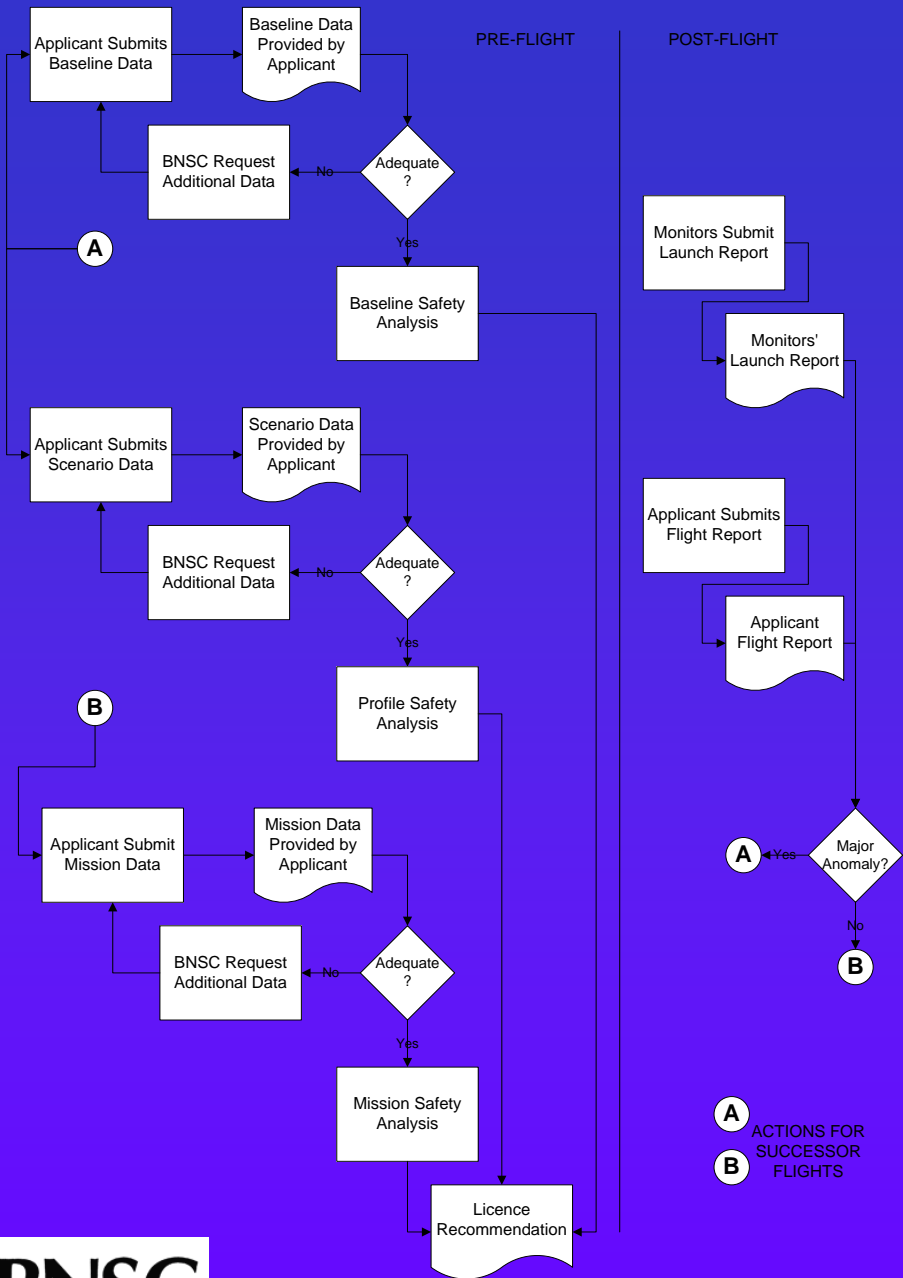 PRE-FLIGHT
POST-FLIGHT
Applicant Submits
Baseline Data
Baseline Data
Provided by
Applicant
BNSC Request
Additional Data
No
Adequate
?
Yes
A
Baseline Safety
Analysis
Applicant Submits
Scenario Data
Scenario Data
Provided by
Applicant
BNSC Request
Additional Data
No
Adequate
?
Yes
Profile Safety
Analysis
B
Applicant Submit
Mission Data
Mission Data
Provided by
Applicant
BNSC Request
Additional Data
No
Adequate
?
Yes
Mission Safety
Analysis
Licence
Recommendation
Monitors Submit
Launch Report
Monitors'
Launch Report
Applicant Submits
Flight Report
Applicant
Flight Report
Major
Anomaly?
Yes
A
No
B
A
B
ACTIONS FOR
SUCCESSOR
FLIGHTS
BNSC